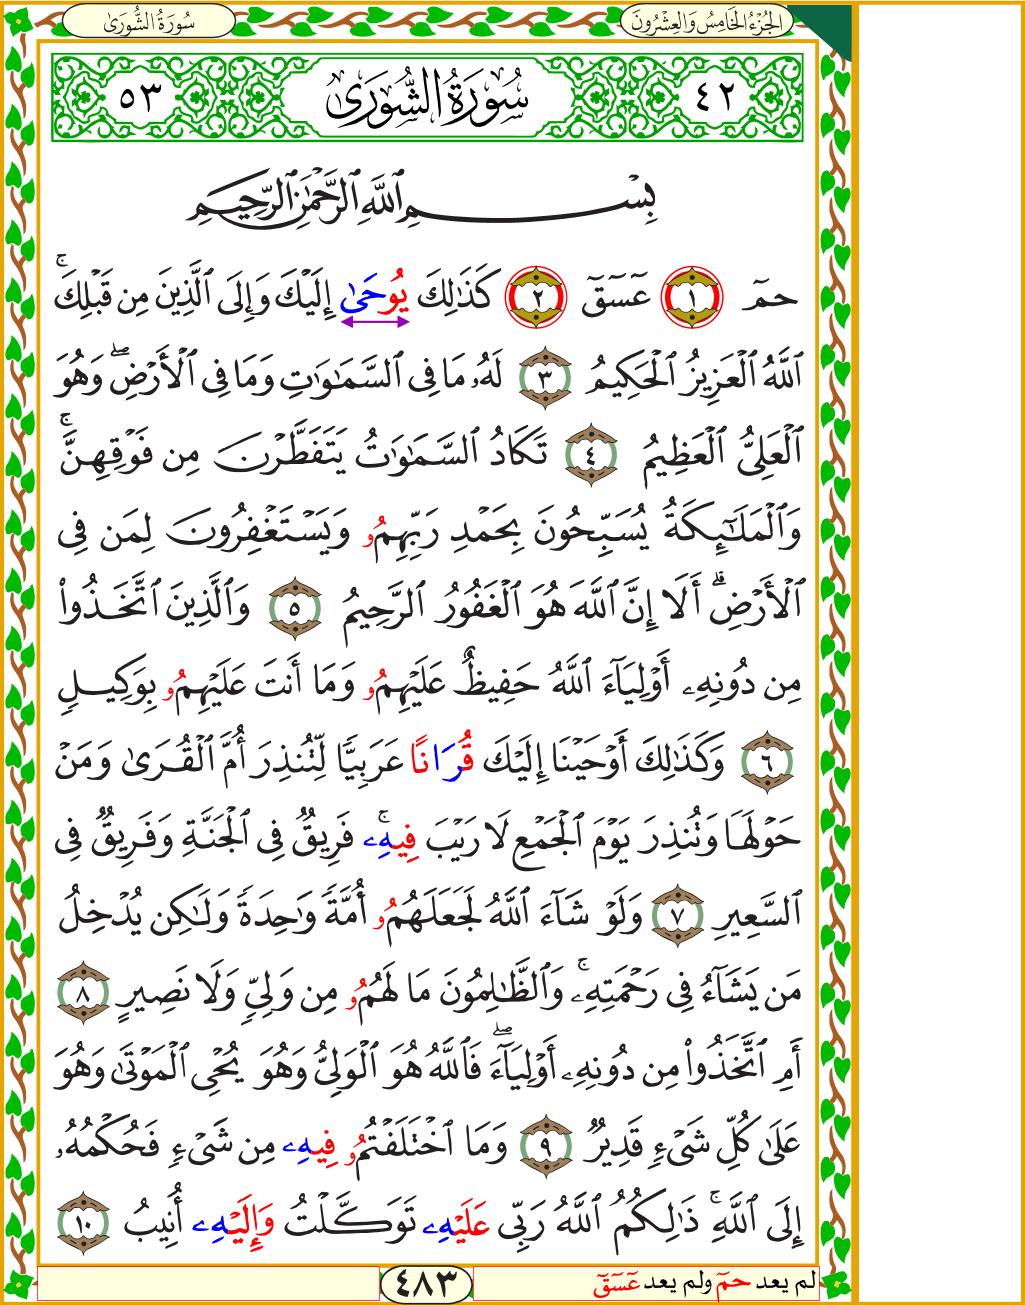 الجُزْءُ الخَامِسُ وَالعِشْرُونَ
سُورَةُ الشُّورَىٰ
٤٢ سُورَةُ الشُّورَىٰ ٥٣
بِسْمِ ٱللَّهِ ٱلرَّحْمَٰنِ ٱلرَّحِيمِ
حمٓ ١ عٓسٓقٓ ٢ كَذَٰلِكَ يُوحَىٰ إِلَيْكَ وَإِلَى ٱلَّذِينَ مِن قَبْلِكَۚ
ٱللَّهُ ٱلْعَزِيزُ ٱلْحَكِيمُ ٣ لَهُۥ مَا فِى ٱلسَّمَٰوَٰتِ وَمَا فِى ٱلْأَرْضِۖ وَهُوَ
ٱلْعَلِىُّ ٱلْعَظِيمُ ٤ تَكَادُ ٱلسَّمَٰوَٰتُ يَتَفَطَّرْنَ مِن فَوْقِهِنَّۚ
وَٱلْمَلَٰٓئِكَةُ يُسَبِّحُونَ بِحَمْدِ رَبِّهِمُو وَيَسْتَغْفِرُونَ لِمَن فِى
ٱلْأَرْضِۗ أَلَا إِنَّ ٱللَّهَ هُوَ ٱلْغَفُورُ ٱلرَّحِيمُ ٥ وَٱلَّذِينَ ٱتَّخَذُوا۟
مِن دُونِهِۦ أَوْلِيَآءَ ٱللَّهُ حَفِيظٌ عَلَيْهِمُو وَمَا أَنتَ عَلَيْهِمُو بِوَكِيلٍ
٦ وَكَذَٰلِكَ أَوْحَيْنَا إِلَيْكَ قُرَانًا عَرَبِيًّا لِّتُنذِرَ أُمَّ ٱلْقُرَىٰ وَمَنْ
حَوْلَهَا وَتُنذِرَ يَوْمَ ٱلْجَمْعِ لَا رَيْبَ فِيهِۦۚ فَرِيقٌ فِى ٱلْجَنَّةِ وَفَرِيقٌ فِى
ٱلسَّعِيرِ ٧ وَلَوْ شَآءَ ٱللَّهُ لَجَعَلَهُمُو أُمَّةً وَٰحِدَةً وَلَٰكِن يُدْخِلُ
مَن يَشَآءُ فِى رَحْمَتِهِۦۚ وَٱلظَّٰلِمُونَ مَا لَهُمُو مِن وَلِىٍّ وَلَا نَصِيرٍ ٨
أَمِ ٱتَّخَذُوا۟ مِن دُونِهِۦ أَوْلِيَآءَۖ فَٱللَّهُ هُوَ ٱلْوَلِىُّ وَهُوَ يُحْىِ ٱلْمَوْتَىٰ وَهُوَ
عَلَىٰ كُلِّ شَىْءٍ قَدِيرٌ ٩ وَمَا ٱخْتَلَفْتُمُو فِيهِۦ مِن شَىْءٍ فَحُكْمُهُۥ
إِلَى ٱللَّهِۚ ذَٰلِكُمُ ٱللَّهُ رَبِّى عَلَيْهِۦ تَوَكَّلْتُ وَإِلَيْهِۦ أُنِيبُ ١٠
لم يعد حمٓ ولم يعد عٓسٓقٓ
٤٨٣